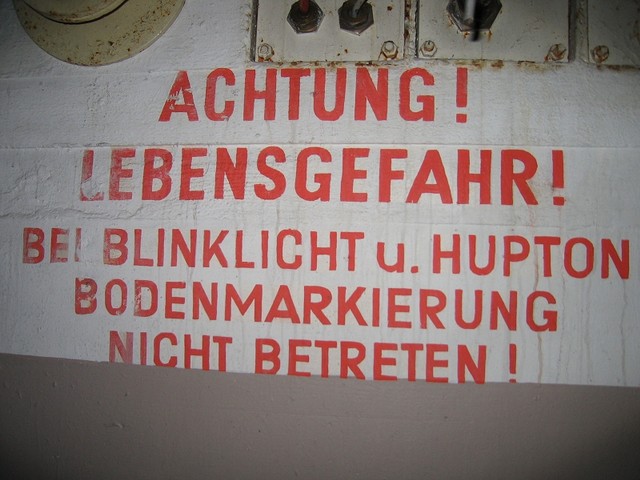 ACHTUNG!
LEBENSGEFAHR!
BEI BLINKLICHT u. HUPTON
BODENMARKIERUNG
NICHT BETRETEN!